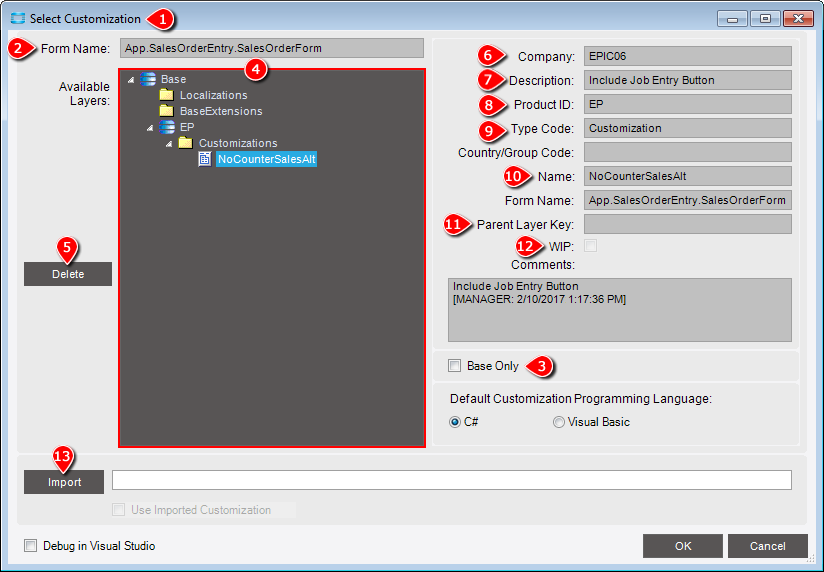 Select Customization 1
2 Form Name: App.SalesOrderEntry.SalesOrderForm
4
Available Layers:
Base
Localizations
BaseExtensions
EP
Customizations
NoCounterSalesAlt
5
Delete
6 Company: EPIC06
7 Description: Include Job Entry Button
8 Product ID: EP
9 Type Code: Customization
Country/Group Code:
10 Name: NoCounterSalesAlt
Form Name: App.SalesOrderEntry.SalesOrderForm
11 Parent Layer Key:
12 WIP:
Comments:
Include Job Entry Button
[MANAGER: 2/10/2017 1:17:36 PM]
Base Only 3
Default Customization Programming Language:
C# Visual Basic
13
Import
Use Imported Customization
Debug in Visual Studio
OK Cancel